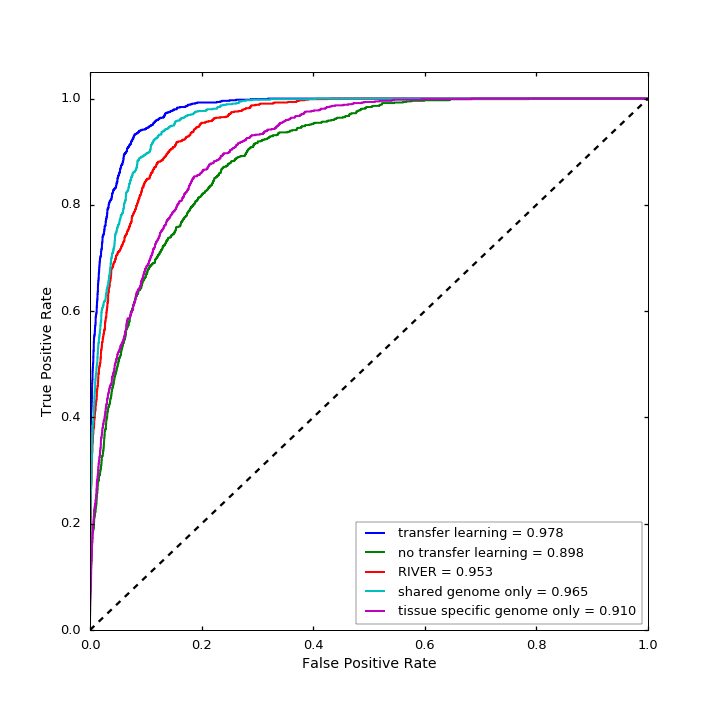 1.0
0.8
0.6
0.4
0.2
0.0
True Positive Rate
transfer learning = 0.978
no transfer learning = 0.898
RIVER = 0.953
shared genome only = 0.965
tissue specific genome only = 0.910
0.0 0.2 0.4 0.6 0.8 1.0
False Positive Rate